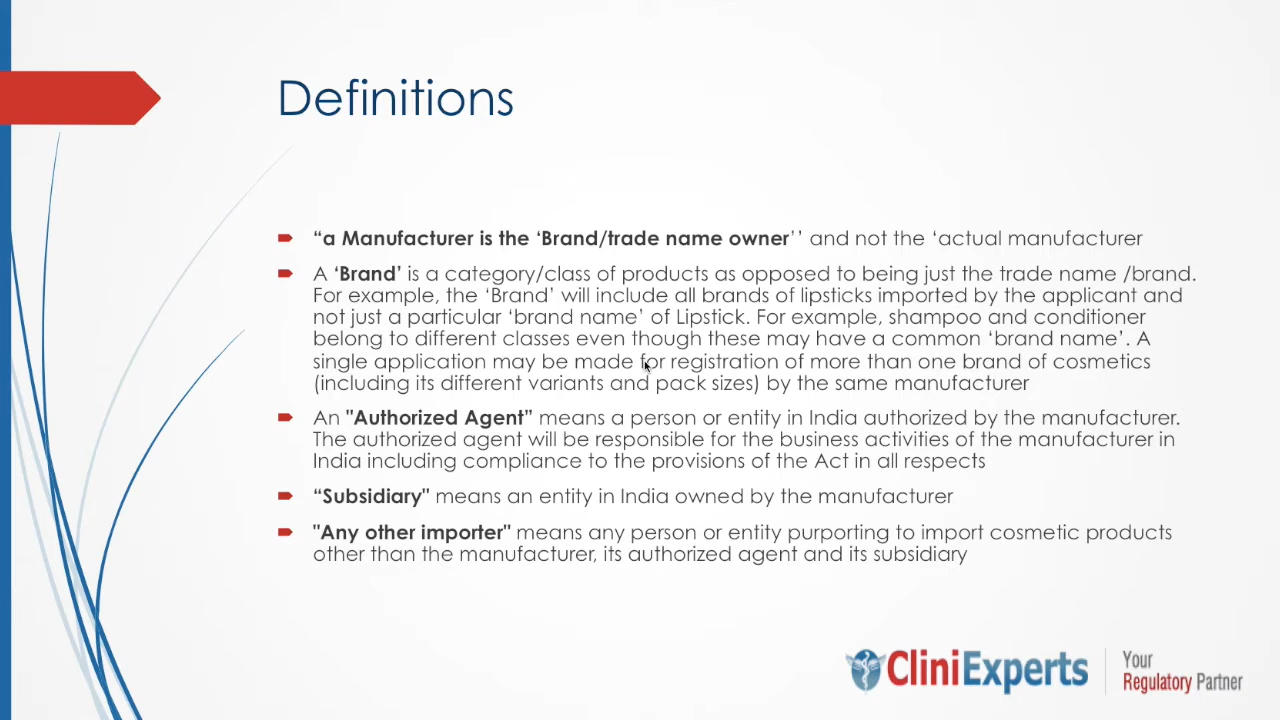 Definitions
“a Manufacturer is the ‘Brand/trade name owner’’ and not the ‘actual manufacturer
A ‘Brand’ is a category/class of products as opposed to being just the trade name /brand.
For example, the ‘Brand’ will include all brands of lipsticks imported by the applicant and
not just a particular ‘brand name’ of Lipstick. For example, shampoo and conditioner
belong to different classes even though these may have a common ‘brand name’. A
single application may be made for registration of more than one brand of cosmetics
(including its different variants and pack sizes) by the same manufacturer
An "Authorized Agent” means a person or entity in India authorized by the manufacturer.
The authorized agent will be responsible for the business activities of the manufacturer in
India including compliance to the provisions of the Act in all respects
“Subsidiary" means an entity in India owned by the manufacturer
"Any other importer" means any person or entity purporting to import cosmetic products
other than the manufacturer, its authorized agent and its subsidiary
CliniExperts
Your
Regulatory Partner